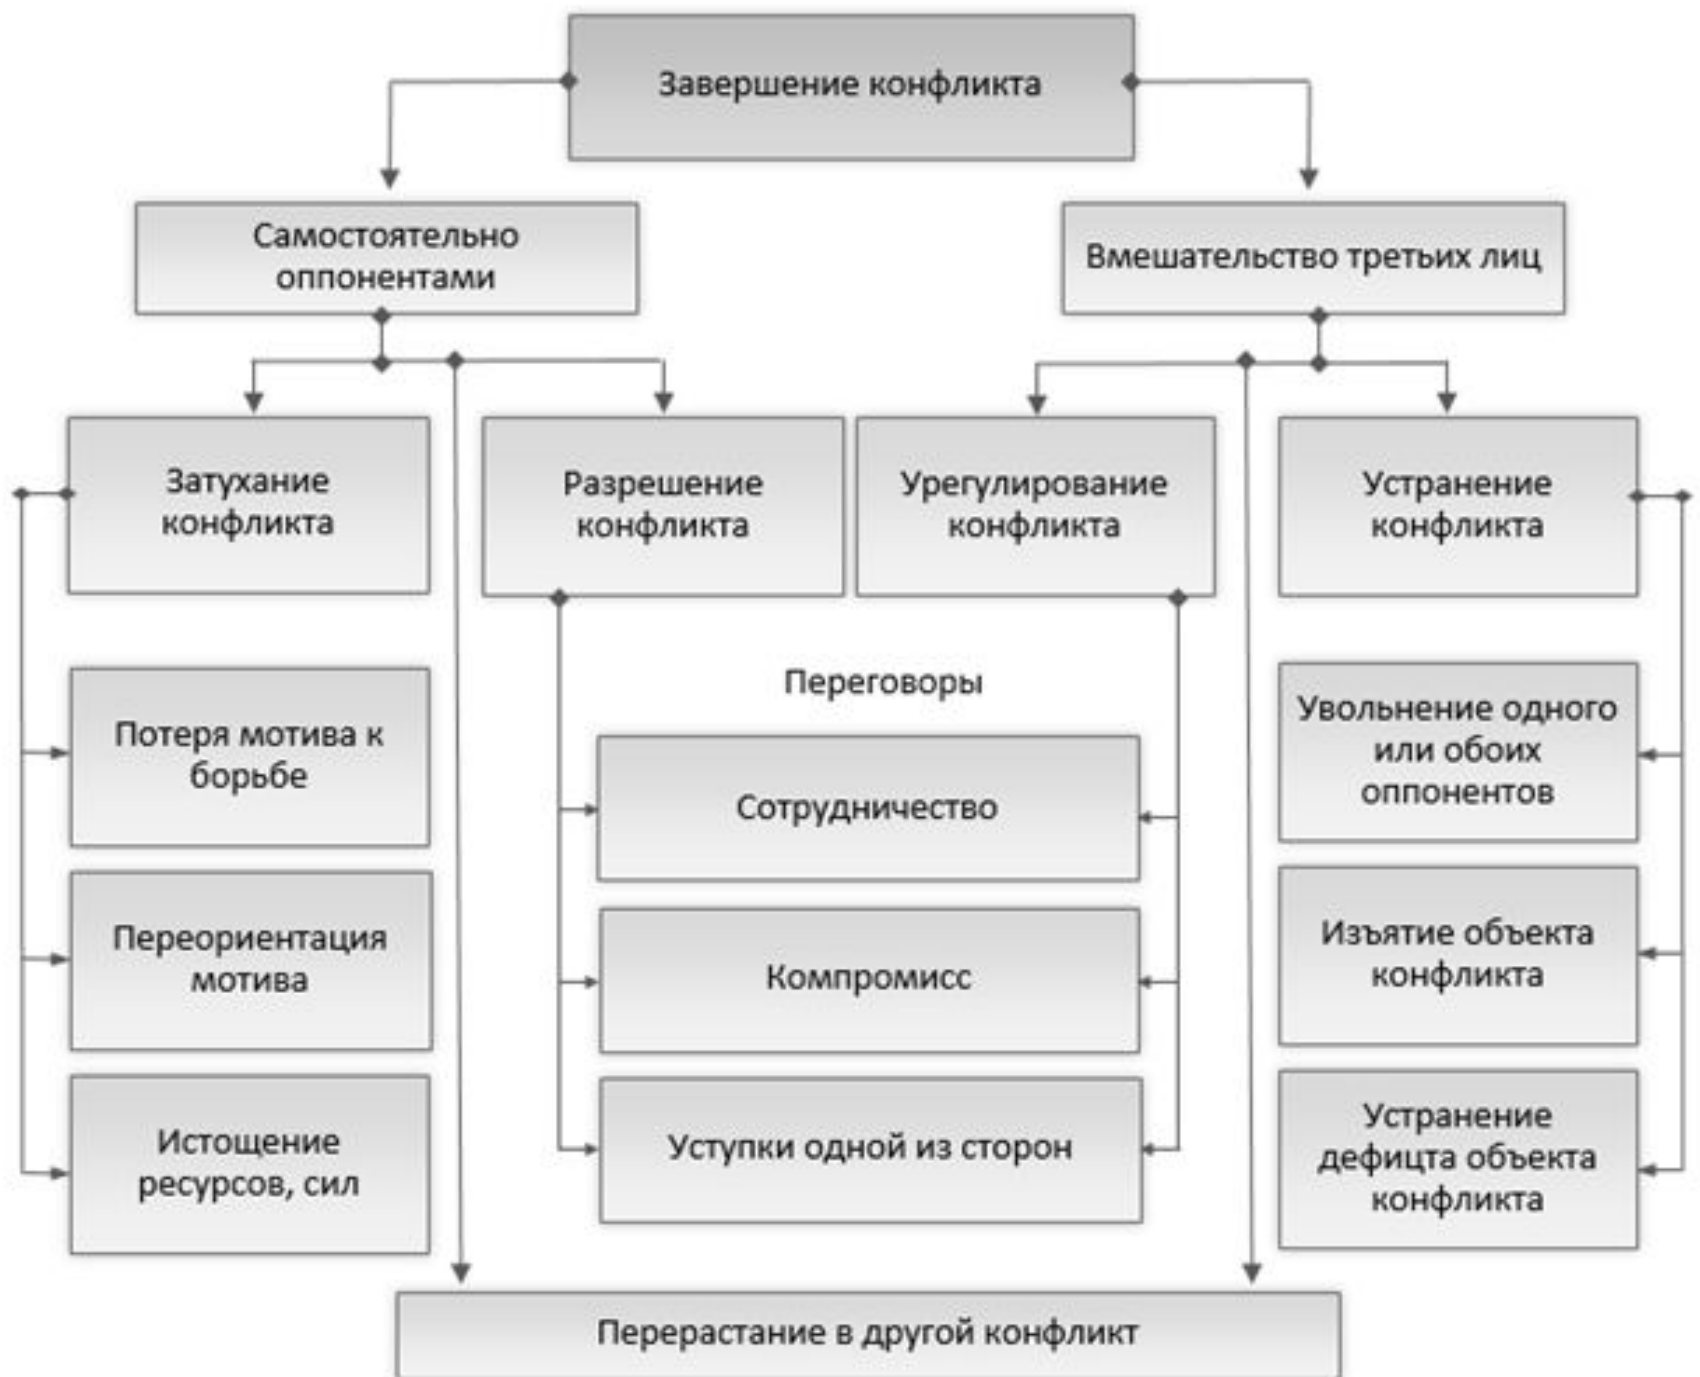 Завершение конфликта
Самостоятельно
оппонентами
Вмешательство третьих лиц
Затухание
конфликта
Разрешение
конфликта
Урегулирование
конфликта
Устранение
конфликта
Переговоры
Потеря мотива к
борьбе
Сотрудничество
Увольнение одного
или обоих
оппонентов
Переориентация
мотива
Компромисс
Изъятие объекта
конфликта
Истощение
ресурсов, сил
Уступки одной из сторон
Устранение
дефицта объекта
конфликта
Перерастание в другой конфликт